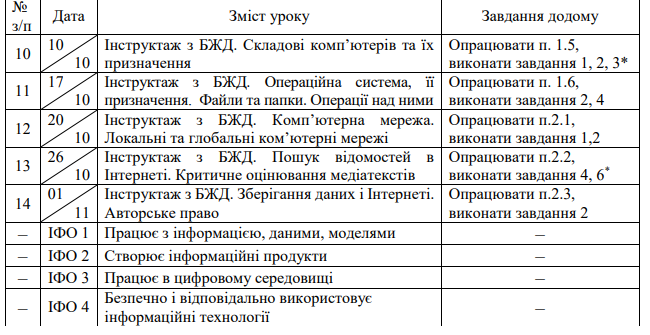 № з/п Дата Зміст уроку Завдання додому
10 10/10 Інструктаж з БЖД. Складові комп’ютерів та їх призначення Опрацювати п. 1.5, виконати завдання 1, 2, 3*
11 17/10 Інструктаж з БЖД. Операційна система, її призначення. Файли та папки. Операції над ними Опрацювати п. 1.6, виконати завдання 2, 4
12 20/10 Інструктаж з БЖД. Комп’ютерна мережа. Локальні та глобальні ком’ютерні мережі Опрацювати п.2.1, виконати завдання 1,2
13 26/10 Інструктаж з БЖД. Пошук відомостей в Інтернеті. Критичне оцінювання медіатекстів Опрацювати п.2.2, виконати завдання 4, 6*
14 01/11 Інструктаж з БЖД. Зберігання даних і Інтернеті. Авторське право Опрацювати п.2.3, виконати завдання 2
– ІФО 1 Працює з інформацією, даними, моделями –
– ІФО 2 Створює інформаційні продукти –
– ІФО 3 Працює в цифровому середовищі –
– ІФО 4 Безпечно і відповідально використовує інформаційні технології –